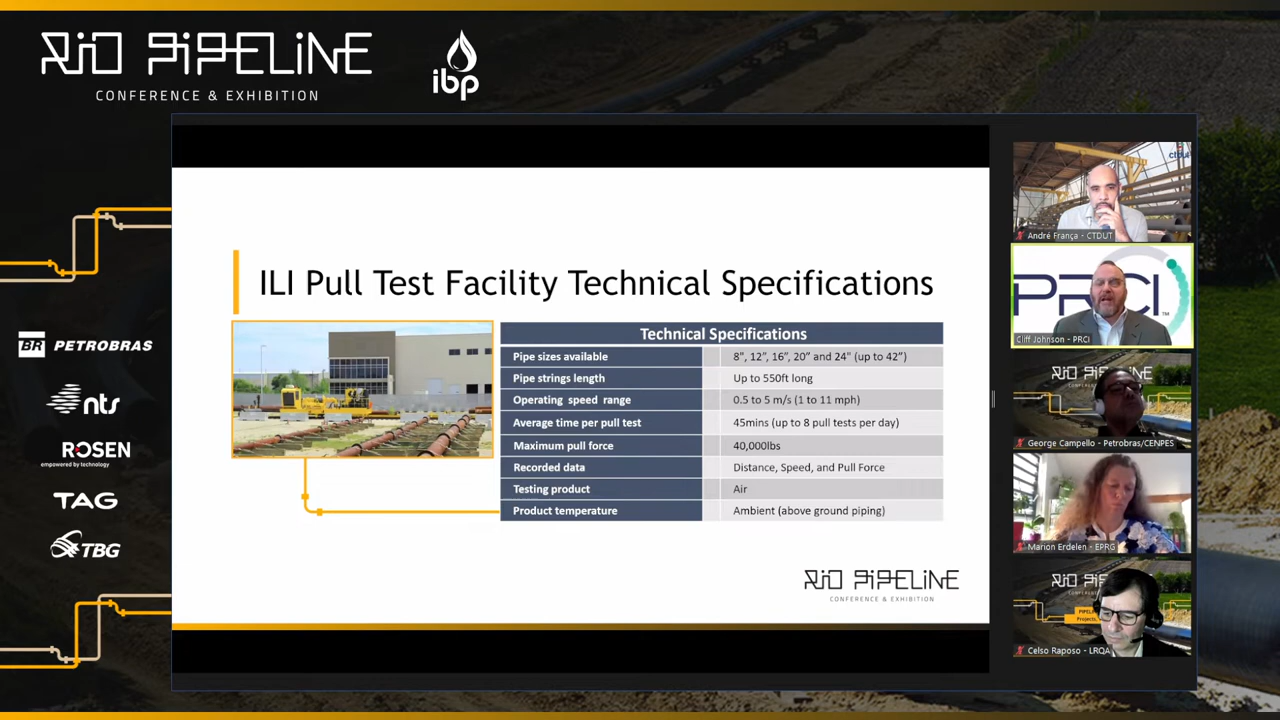 RIO PIPELINE
CONFERENCE & EXHIBITION
ibp
BR PETROBRAS
nts
ROSEN
empowered by technology
TAG
TBG
ILI Pull Test Facility Technical Specifications
Technical Specifications
Pipe sizes available 8”, 12”, 16”, 20” and 24" (up to 42”)
Pipe strings length Up to 550ft long
Operating speed range 0.5 to 5 m/s (1 to 11 mph)
Average time per pull test 45mins (up to 8 pull tests per day)
Maximum pull force 40,000lbs
Recorded data Distance, Speed, and Pull Force
Testing product Air
Product temperature Ambient (above ground piping)
RIO PIPELINE
CONFERENCE & EXHIBITION
ctdut
André França - CTDUT
PRCI
TM
Cliff Johnson - PRCI
RIO PIPELINE
George Campello - Petrobras/CENPES
Marion Erdelen - EPRG
RIO PIPELINE
Celso Raposo - LRQA